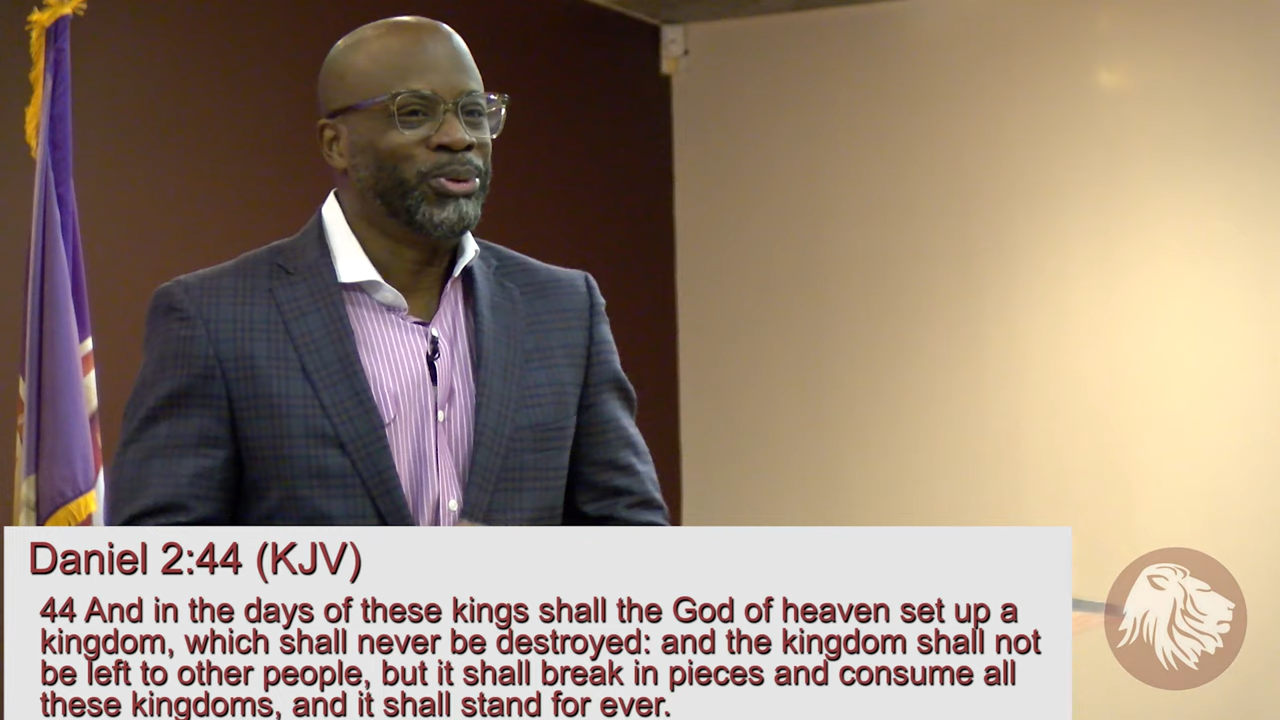 Daniel 2:44 (KJV)
44 And in the days of these kings shall the God of heaven set up a
kingdom, which shall never be destroyed: and the kingdom shall not
be left to other people, but it shall break in pieces and consume all
these kingdoms, and it shall stand for ever.